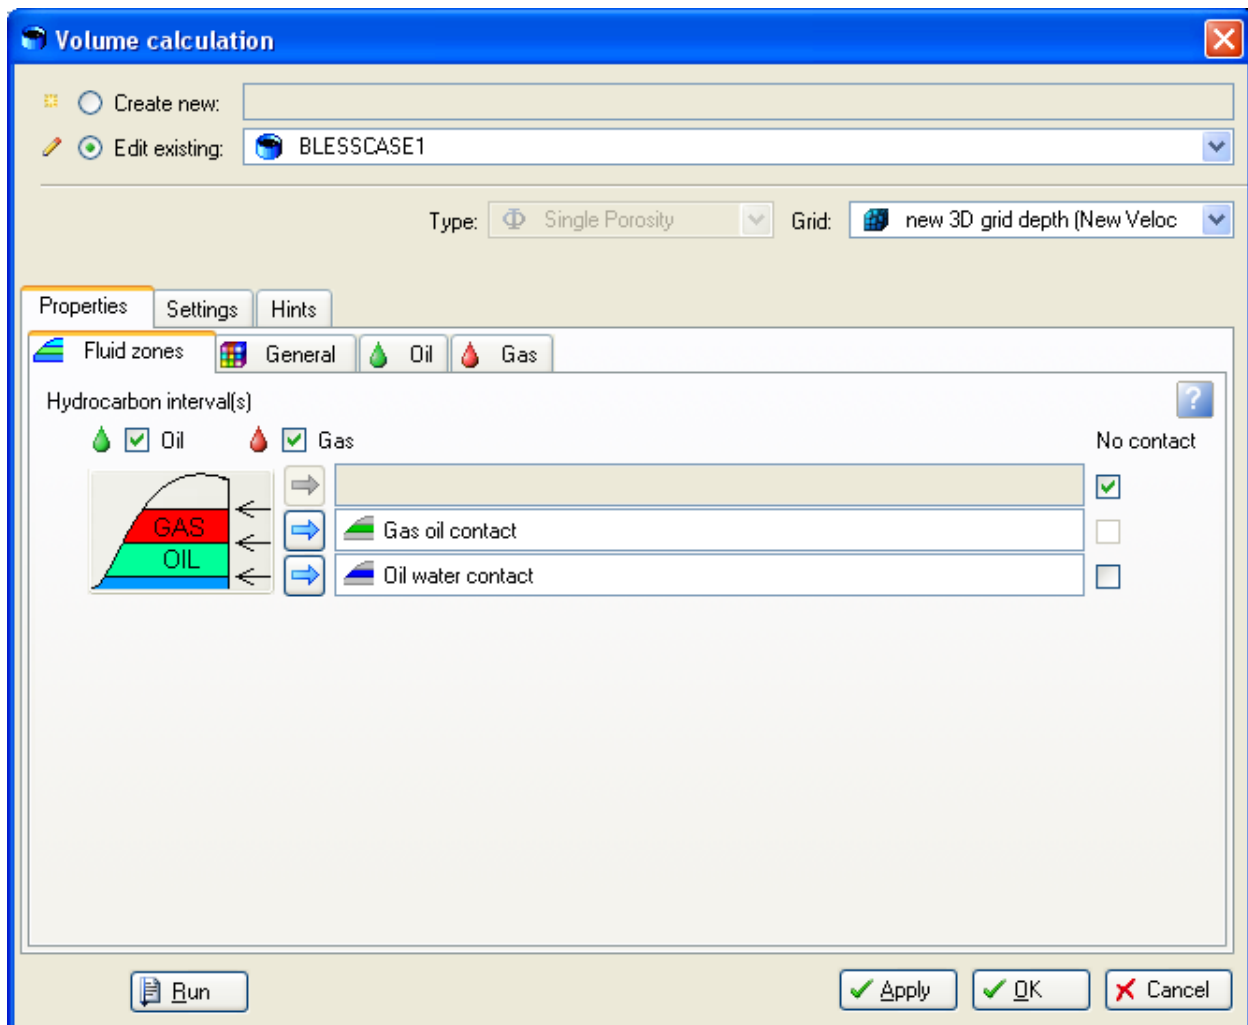 Volume calculation
Create new:
Edit existing: BLESSCASE1
Type: Φ Single Porosity Grid: new 3D grid depth (New Veloc
Properties Settings Hints
Fluid zones General Oil Gas
Hydrocarbon interval(s) ?
Oil Gas No contact
GAS Gas oil contact
OIL Oil water contact
Run Apply OK Cancel